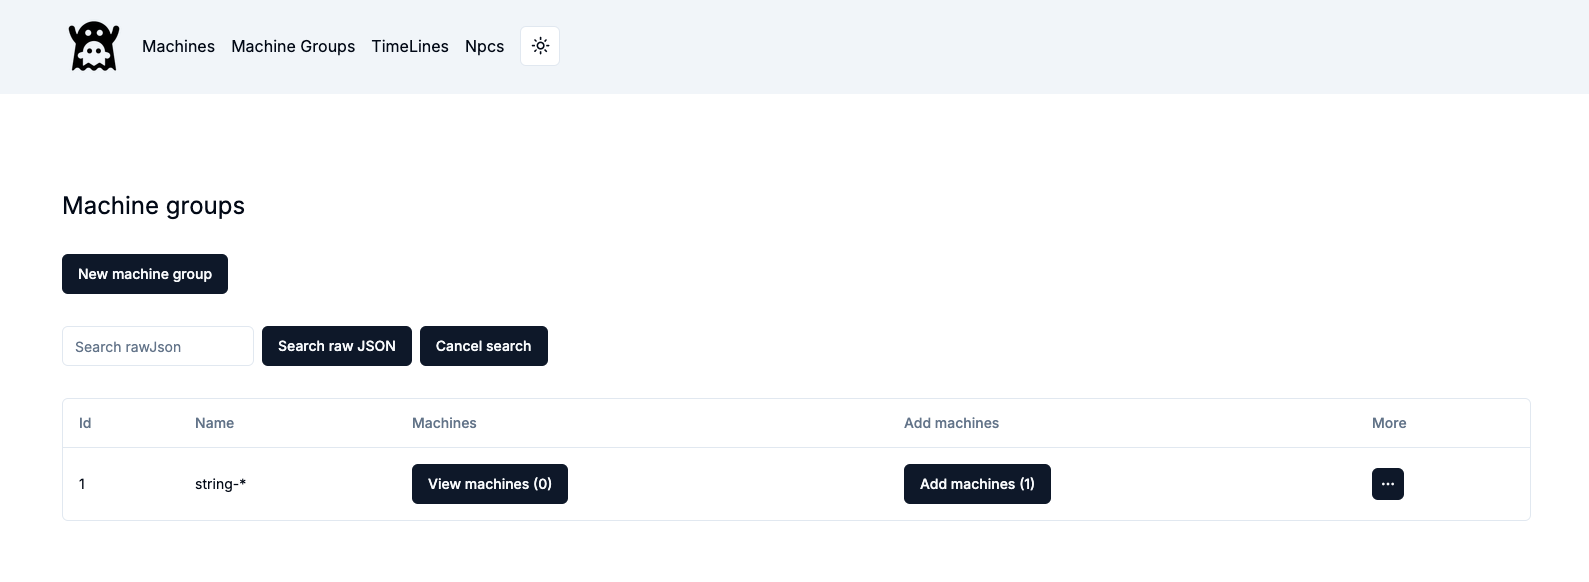 Machines Machine Groups TimeLines Npcs
Machine groups
New machine group
Search rawJson Search raw JSON Cancel search
Id Name Machines Add machines More
1 string-* View machines (0) Add machines (1) ...